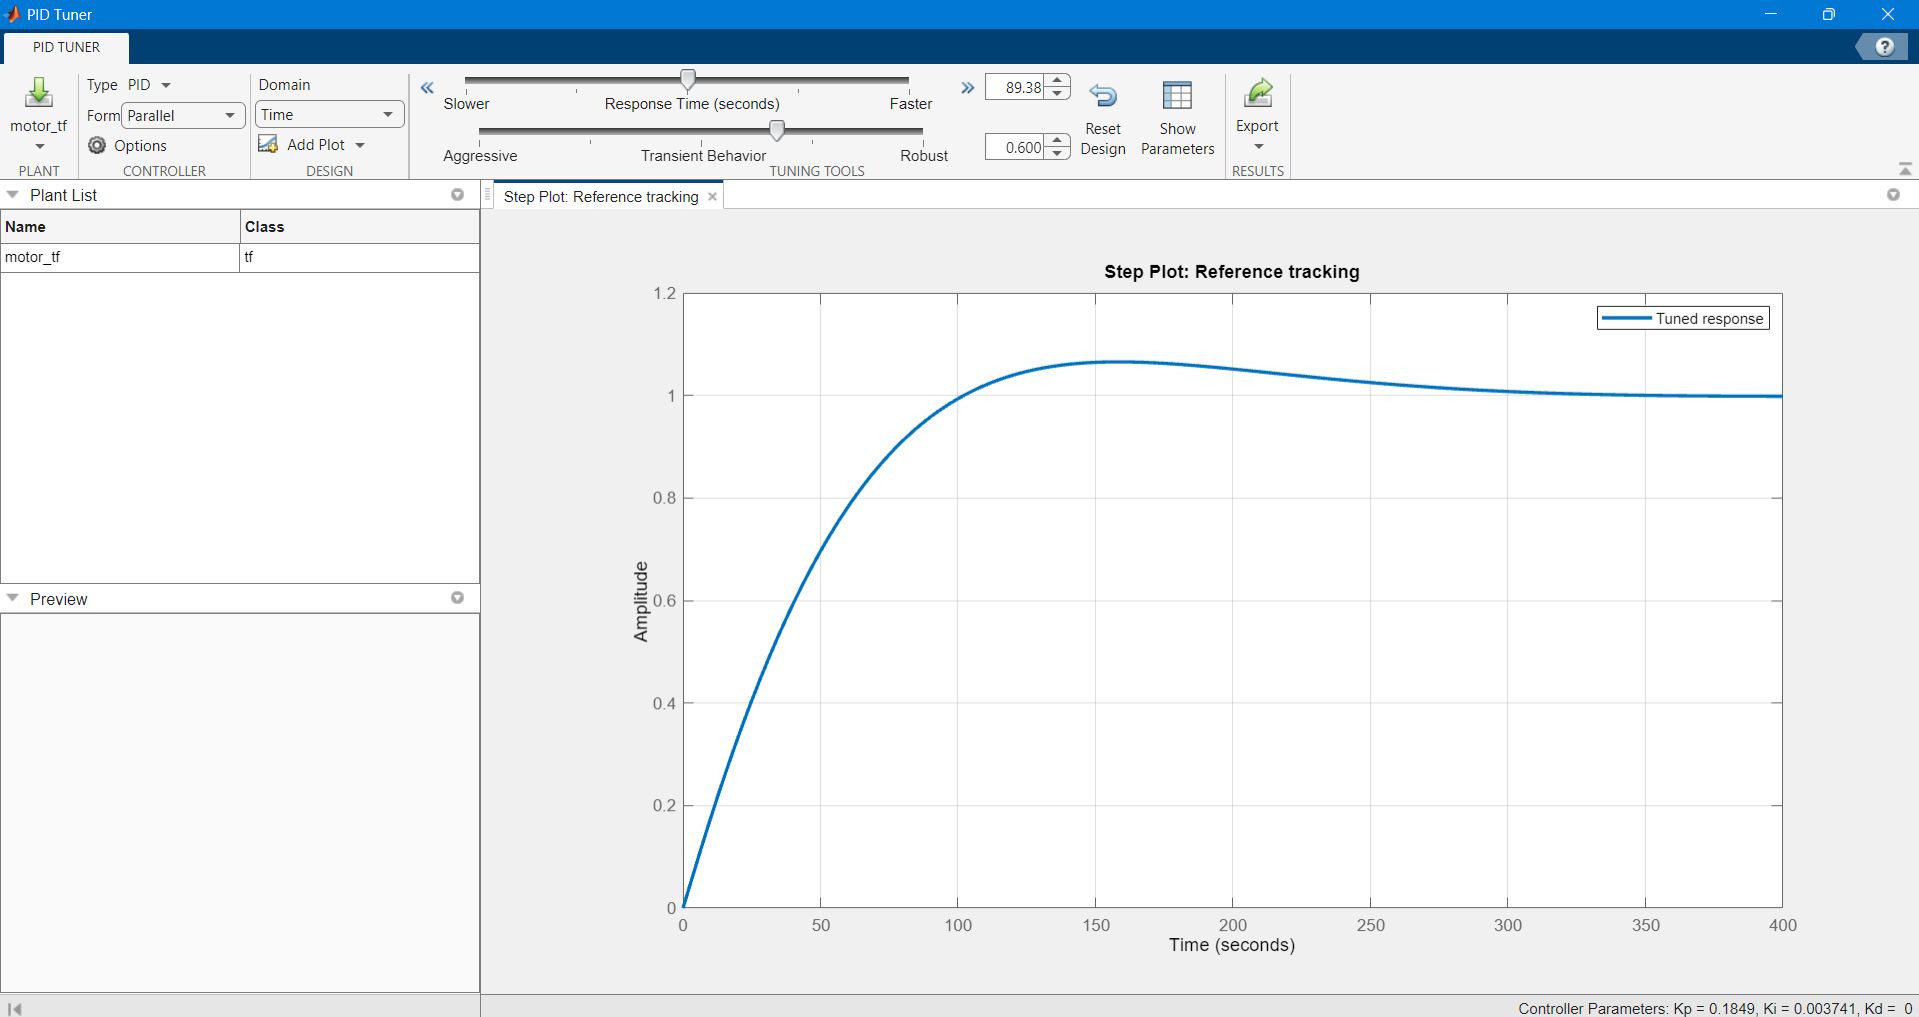 PID Tuner
PID TUNER
motor_tf
PLANT
Type PID
Form Parallel
Options
CONTROLLER
Domain
Time
Add Plot
DESIGN
Slower Response Time (seconds) Faster
89.38
Aggressive Transient Behavior Robust
0.600
TUNING TOOLS
Reset Design
Show Parameters
Export
RESULTS
Plant List
Name Class
motor_tf tf
Preview
Step Plot: Reference tracking
Step Plot: Reference tracking
Tuned response
1.2
1
0.8
0.6
0.4
0.2
0
Amplitude
0 50 100 150 200 250 300 350 400
Time (seconds)
Controller Parameters: Kp = 0.1849, Ki = 0.003741, Kd = 0